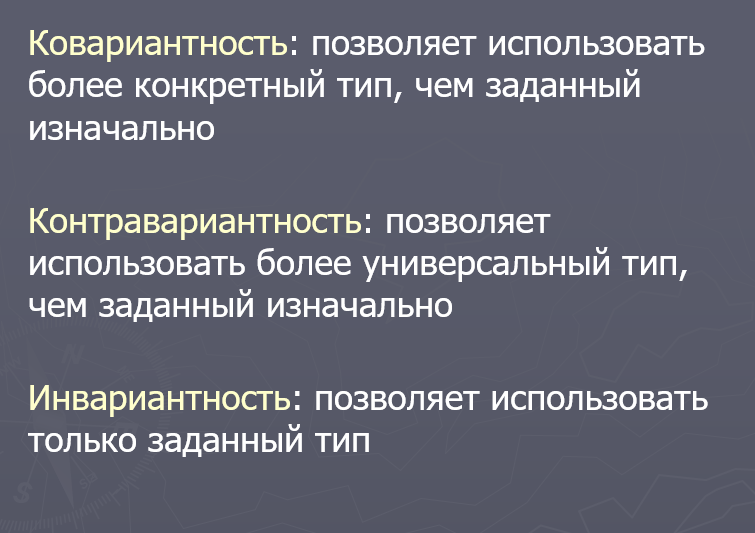 Ковариантность: позволяет использовать
более конкретный тип, чем заданный
изначально
Контравариантность: позволяет
использовать более универсальный тип,
чем заданный изначально
Инвариантность: позволяет использовать
только заданный тип
N
S